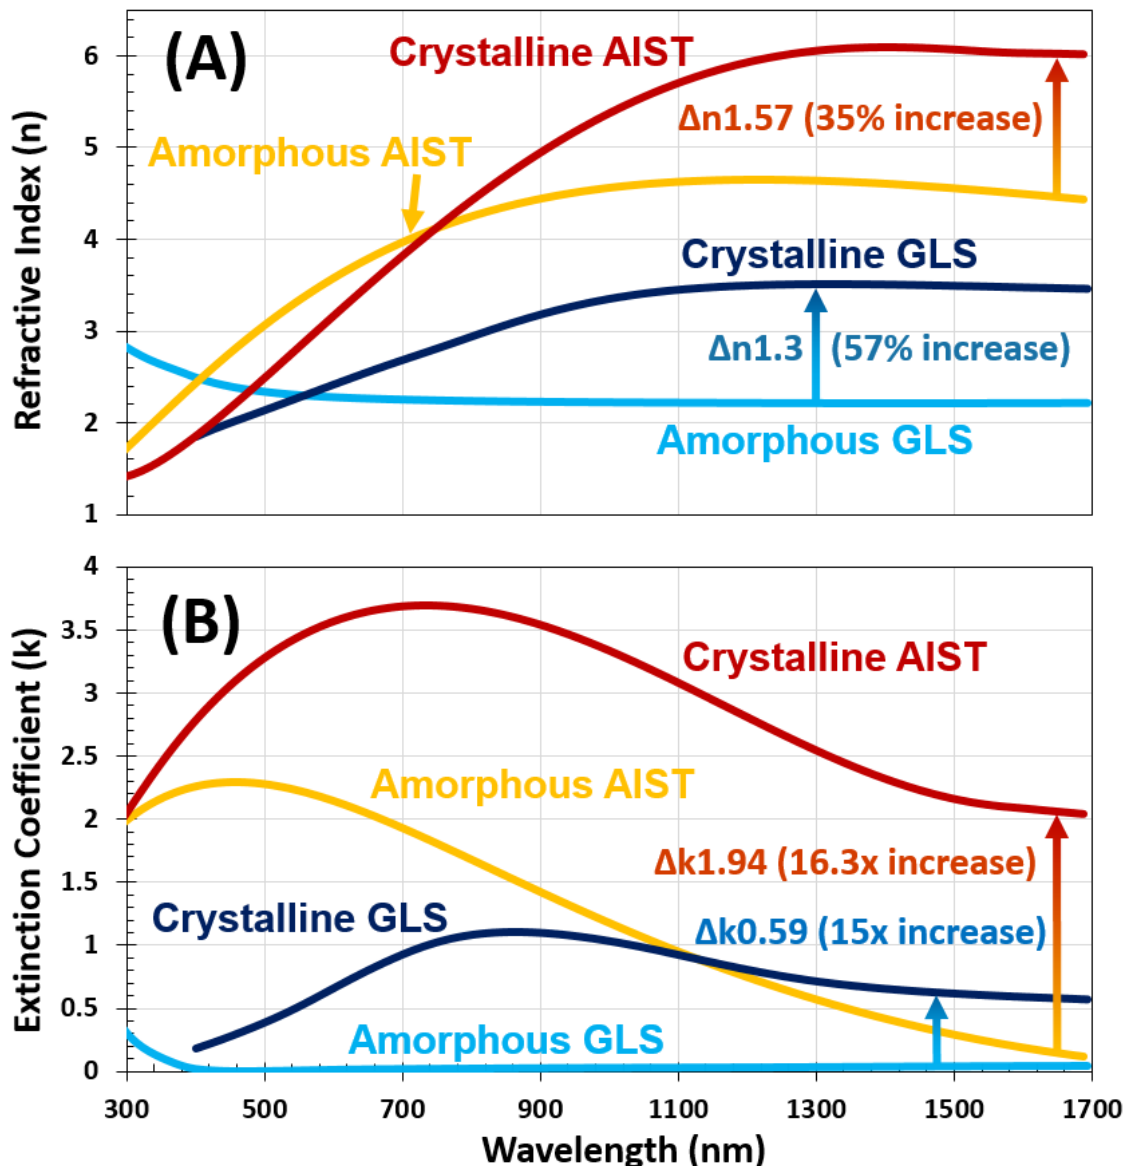 (A)
Crystalline AIST
Δn1.57 (35% increase)
Amorphous AIST
Crystalline GLS
Δn1.3 (57% increase)
Amorphous GLS
Refractive Index (n)
6
5
4
3
2
1
(B)
Crystalline AIST
Amorphous AIST
Δk1.94 (16.3x increase)
Crystalline GLS
Δk0.59 (15x increase)
Amorphous GLS
Extinction Coefficient (k)
4
3.5
3
2.5
2
1.5
1
0.5
0
300 500 700 900 1100 1300 1500 1700
Wavelength (nm)